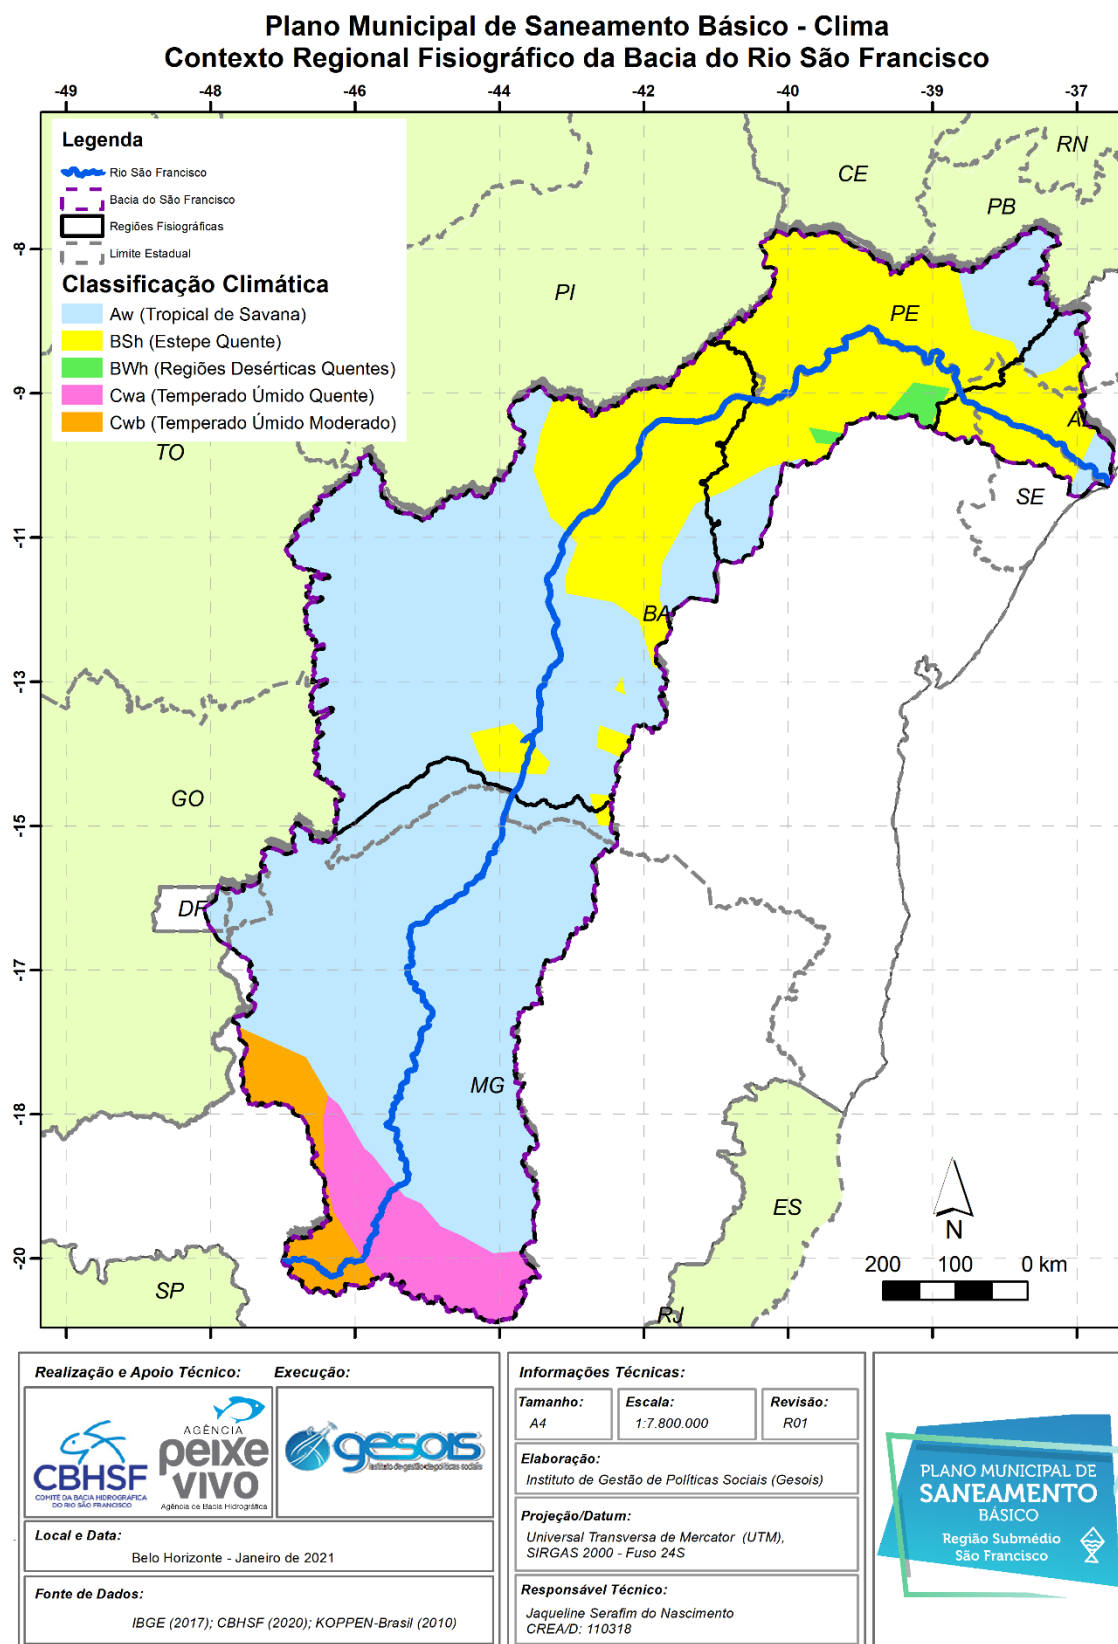 Plano Municipal de Saneamento Básico - Clima
Contexto Regional Fisiográfico da Bacia do Rio São Francisco
-49 -48 -46 -44 -42 -40 -39 -37
Legenda
Rio São Francisco
Bacia do São Francisco
Regiões Fisiográficas
Limite Estadual
Classificação Climática
Aw (Tropical de Savana)
BSh (Estepe Quente)
BWh (Regiões Desérticas Quentes)
Cwa (Temperado Úmido Quente)
Cwb (Temperado Úmido Moderado)
RN
CE
PB
-8
PI
PE
-9
AL
TO
SE
-11
BA
-13
GO
-15
DF
-17
MG
-18
ES
N
-20
200 100 0 km
SP
RJ
Realização e Apoio Técnico: Execução:
CBHSF
COMITÊ DA BACIA HIDROGRÁFICA
DO RIO SÃO FRANCISCO
AGÊNCIA
peixe
vivo
Agência de Bacia Hidrográfica
gesois
instituto de gestão de políticas sociais
Local e Data:
Belo Horizonte - Janeiro de 2021
Fonte de Dados:
IBGE (2017); CBHSF (2020); KOPPEN-Brasil (2010)
Informações Técnicas:
Tamanho: Escala: Revisão:
A4 1:7.800.000 R01
Elaboração:
Instituto de Gestão de Políticas Sociais (Gesois)
Projeção/Datum:
Universal Transversa de Mercator (UTM),
SIRGAS 2000 - Fuso 24S
Responsável Técnico:
Jaqueline Serafim do Nascimento
CREA/D: 110318
PLANO MUNICIPAL DE
SANEAMENTO
BÁSICO
Região Submédio
São Francisco